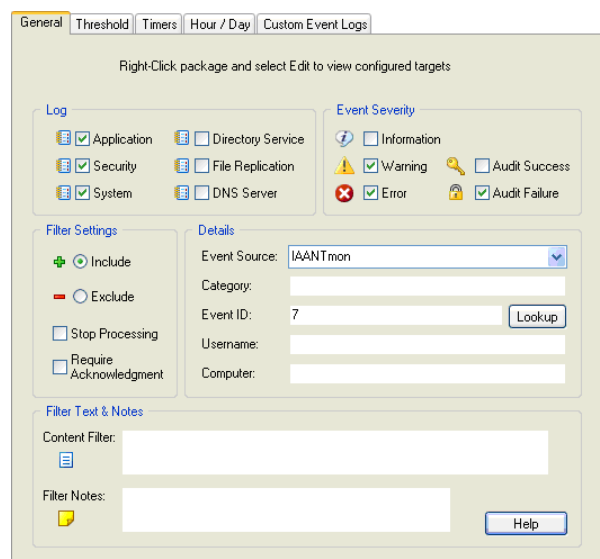 General Threshold Timers Hour / Day Custom Event Logs
Right-Click package and select Edit to view configured targets
Log
Application Directory Service
Security File Replication
System DNS Server
Event Severity
Information
Warning Audit Success
Error Audit Failure
Filter Settings
Include
Exclude
Stop Processing
Require
Acknowledgment
Details
Event Source: IAANTmon
Category:
Event ID: 7 Lookup
Username:
Computer:
Filter Text & Notes
Content Filter:
Filter Notes:
Help